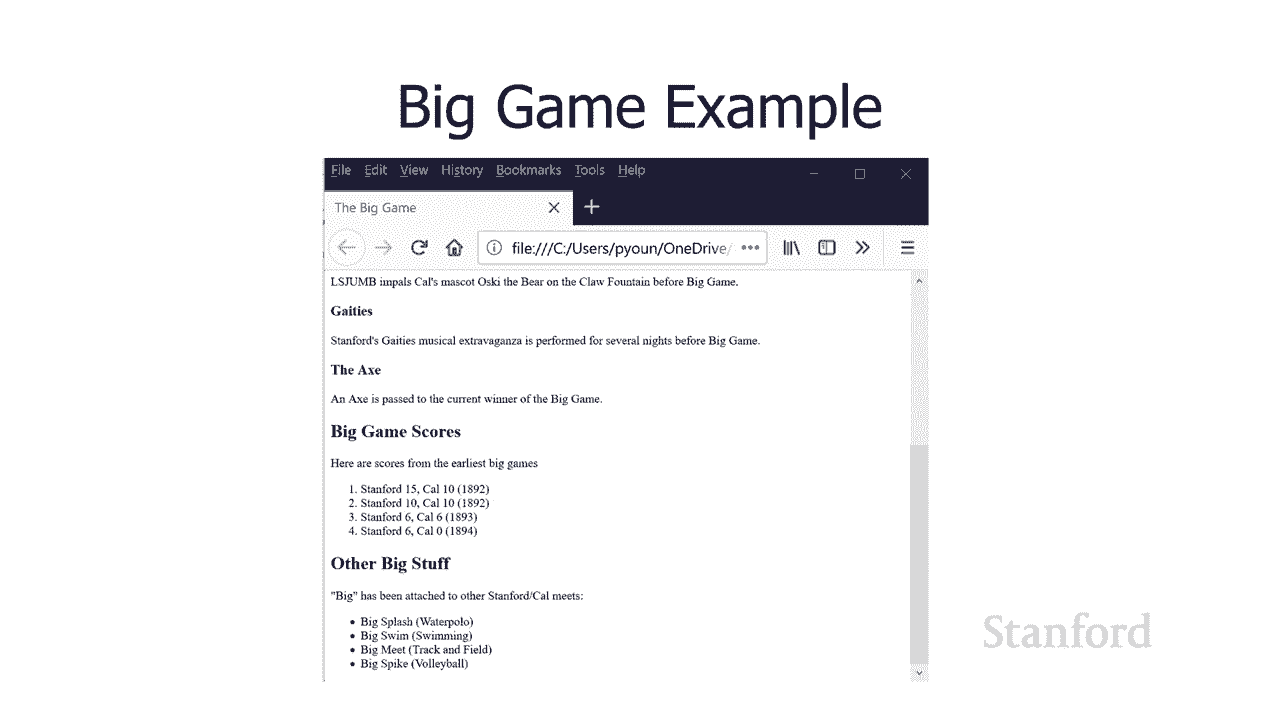 Big Game Example
File Edit View History Bookmarks Tools Help
The Big Game
file:///C:/Users/pyoun/OneDrive/
LSJUMB impals Cal's mascot Oski the Bear on the Claw Fountain before Big Game.
Gaities
Stanford's Gaities musical extravaganza is performed for several nights before Big Game.
The Axe
An Axe is passed to the current winner of the Big Game.
Big Game Scores
Here are scores from the earliest big games
1. Stanford 15, Cal 10 (1892)
2. Stanford 10, Cal 10 (1892)
3. Stanford 6, Cal 6 (1893)
4. Stanford 6, Cal 0 (1894)
Other Big Stuff
"Big" has been attached to other Stanford/Cal meets:
• Big Splash (Waterpolo)
• Big Swim (Swimming)
• Big Meet (Track and Field)
• Big Spike (Volleyball)
Stanford